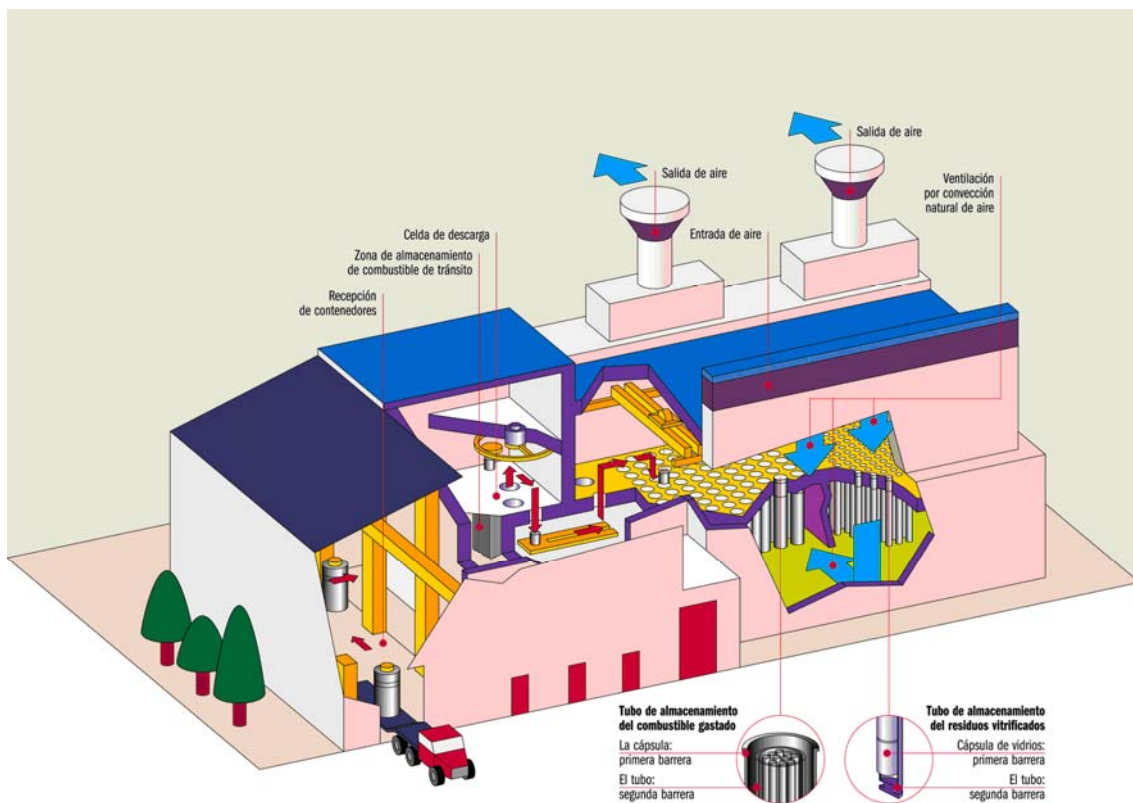 Salida de aire
Salida de aire
Ventilación
por convección
natural de aire
Entrada de aire
Celda de descarga
Zona de almacenamiento
de combustible de tránsito
Recepción
de contenedores
Tubo de almacenamiento
del combustible gastado
La cápsula:
primera barrera
El tubo:
segunda barrera
Tubo de almacenamiento
del residuos vitrificados
Cápsula de vidrios:
primera barrera
El tubo:
segunda barrera